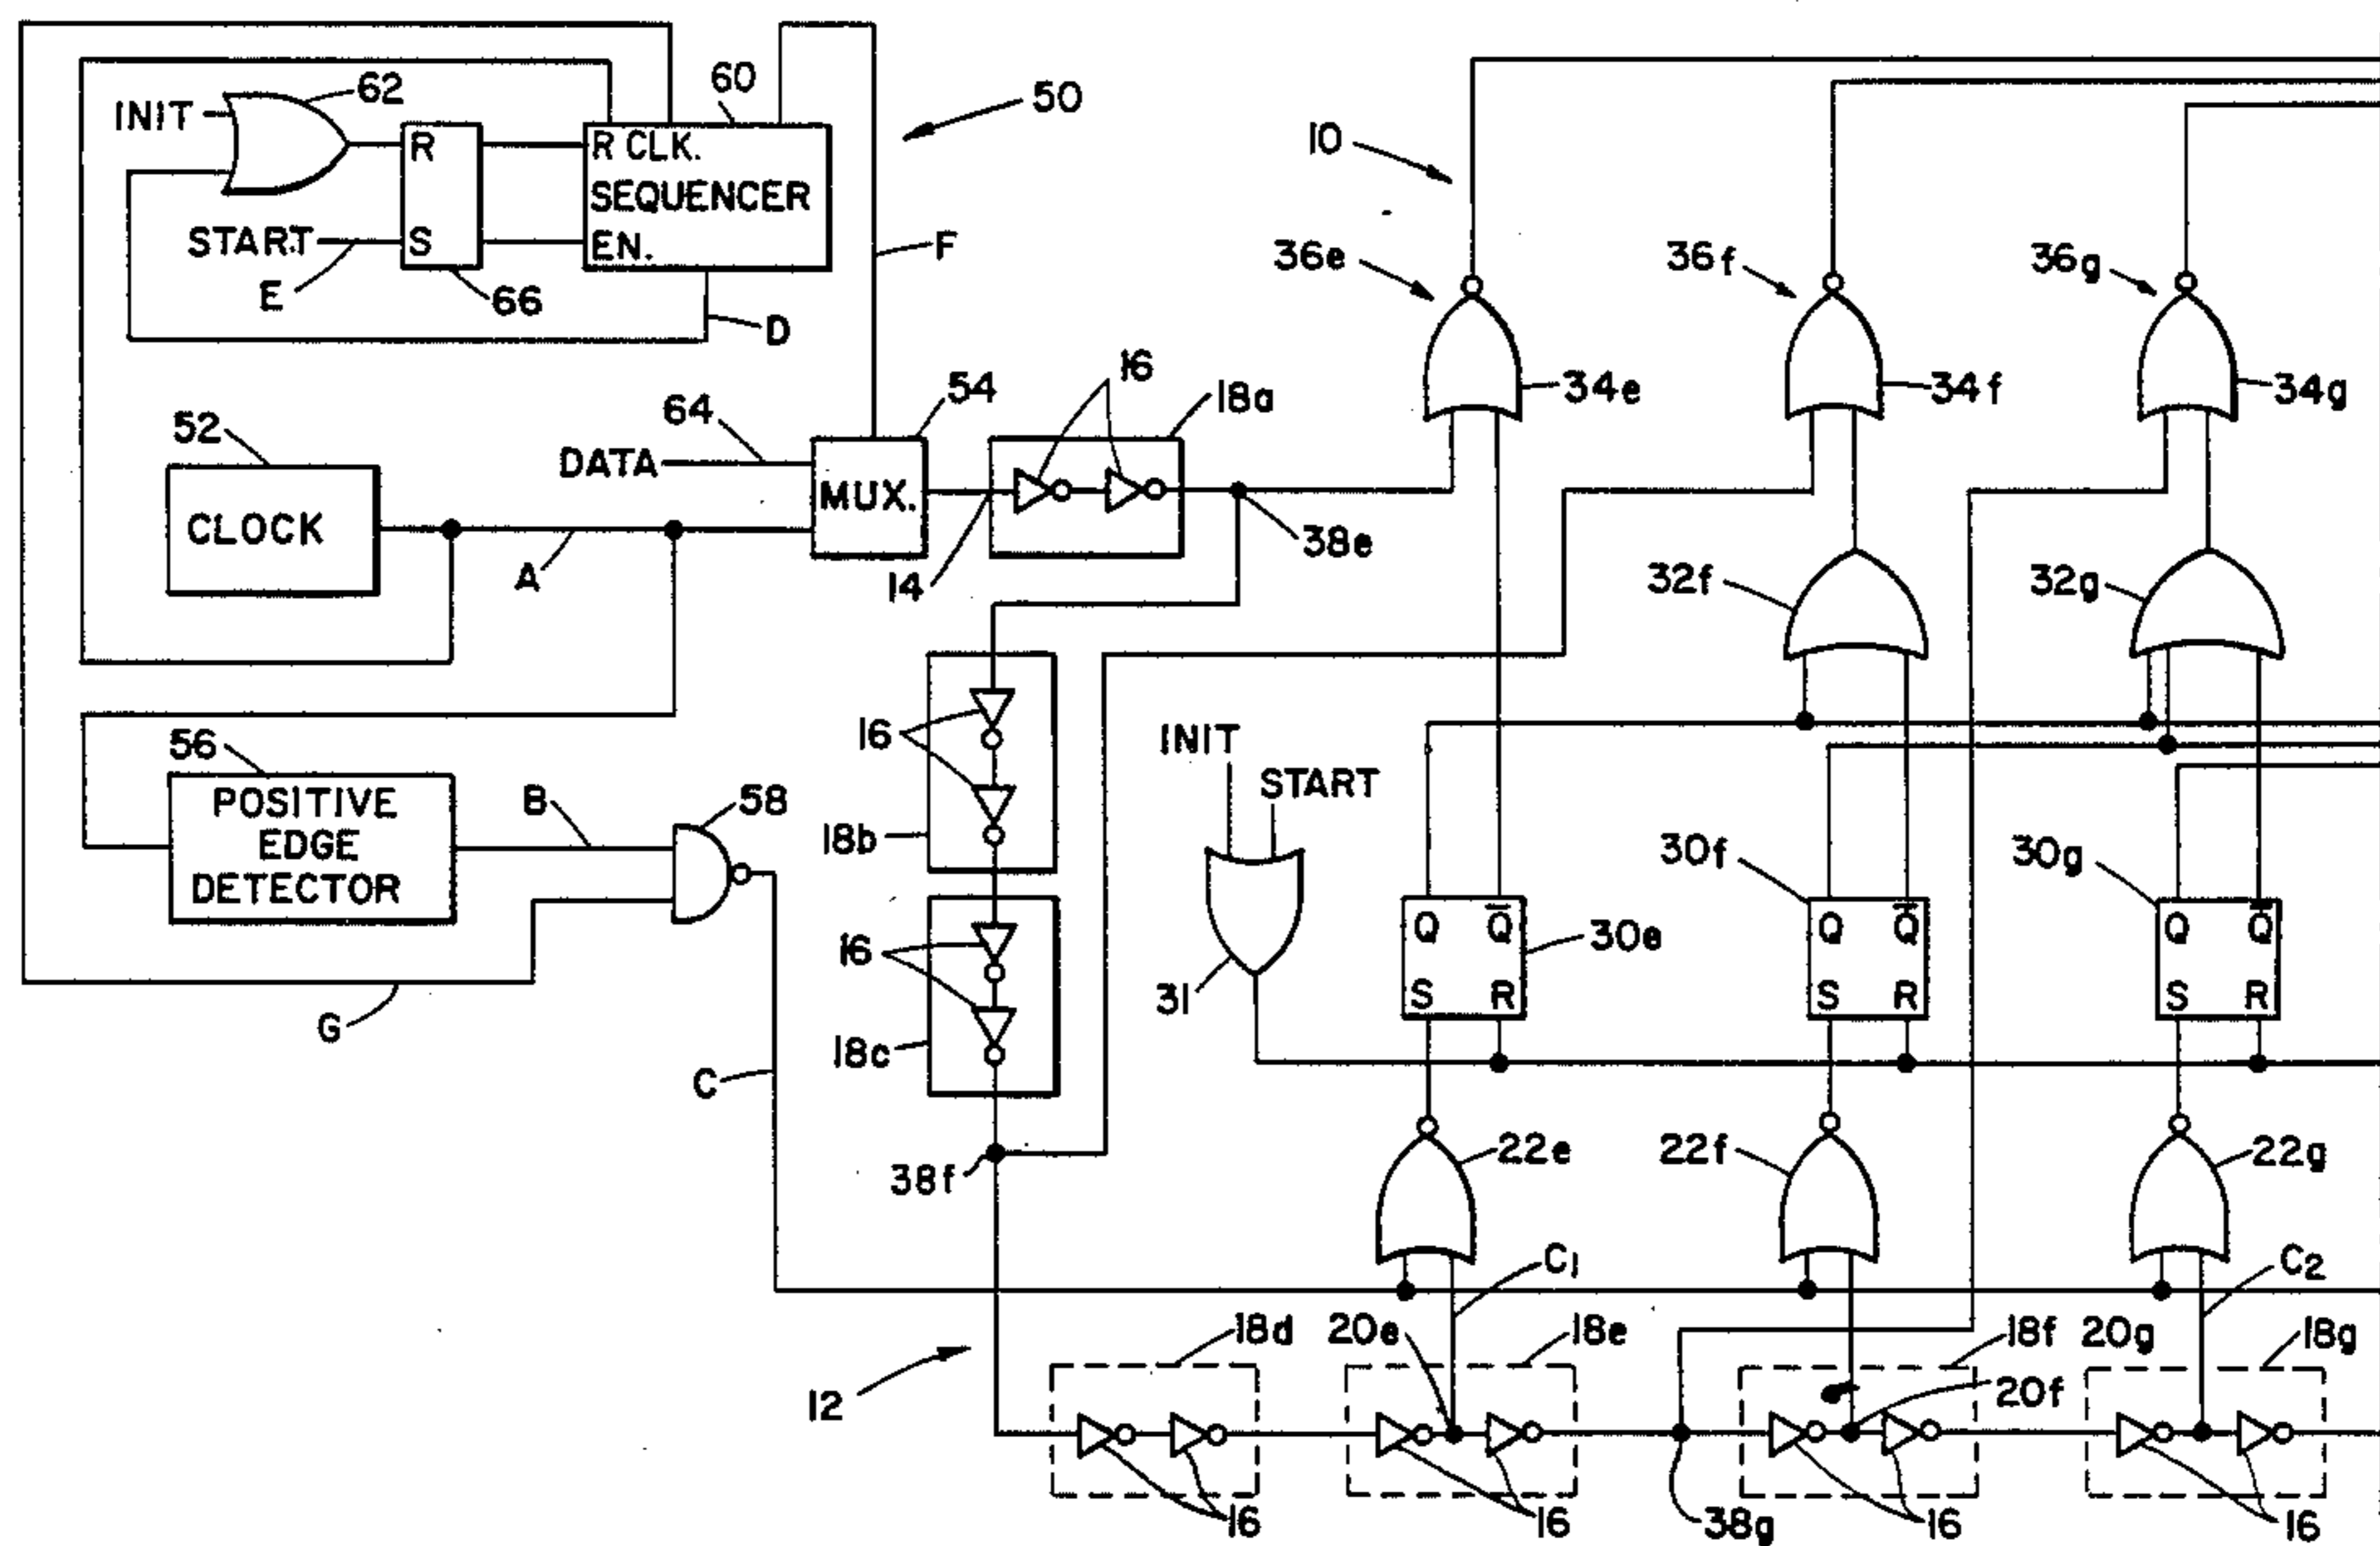 INIT
62
60
50
R
R CLK.
SEQUENCER
START
S
EN.
E
66
D
F
10
36e
36f
36g
34e
34f
34g
52
CLOCK
A
64
DATA
54
MUX.
14
16
18a
38e
32f
32g
56
POSITIVE
EDGE
DETECTOR
B
58
G
C
16
18b
16
18c
38f
INIT
START
31
Q Q̅
S R
30e
30f
Q Q̅
S R
30g
Q Q̅
S R
22e
22f
22g
C1
C2
12
18d
20e
18e
18f
20g
18g
20f
16
16
38g
16
16